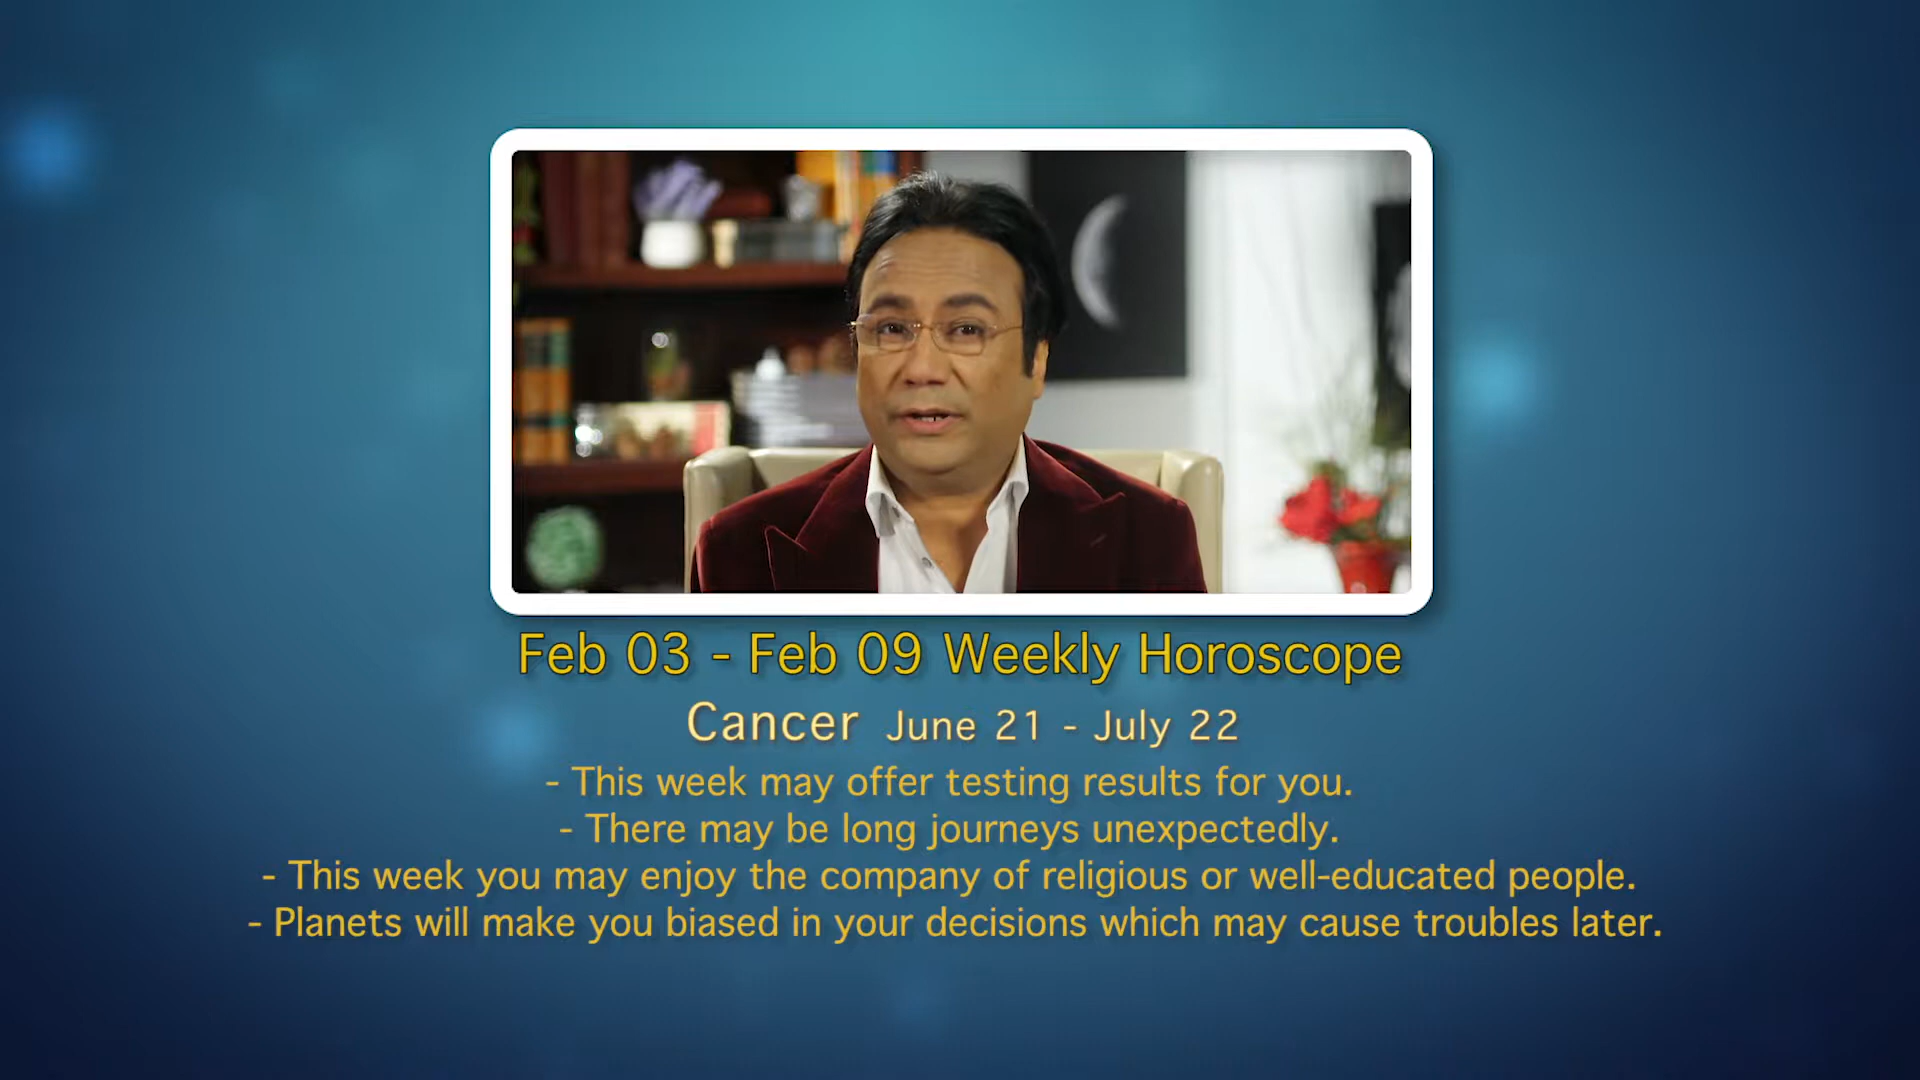 Feb 03 - Feb 09 Weekly Horoscope
Cancer June 21 - July 22
- This week may offer testing results for you.
- There may be long journeys unexpectedly.
- This week you may enjoy the company of religious or well-educated people.
- Planets will make you biased in your decisions which may cause troubles later.